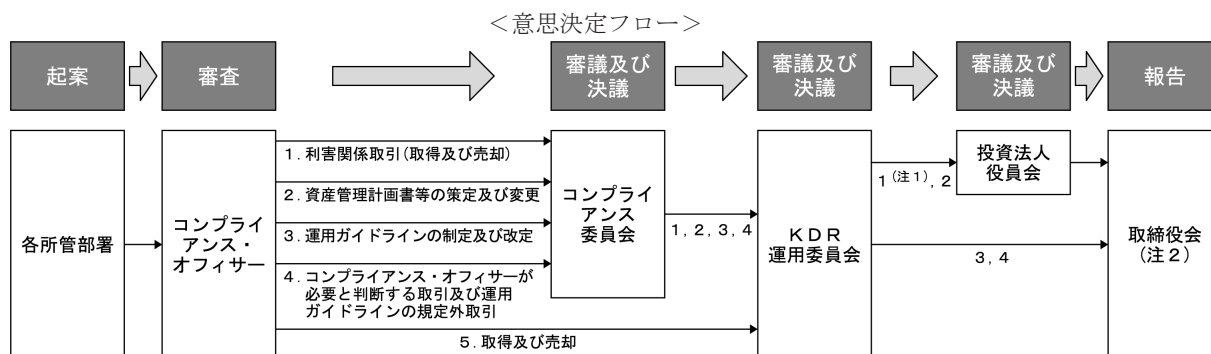 <意思決定フロー>
起案
審査
審議及び
決議
審議及び
決議
審議及び
決議
報告
各所管部署
コンプライ
アンス・
オフィサー
1.利害関係取引(取得及び売却)
2.資産管理計画書等の策定及び変更
3.運用ガイドラインの制定及び改定
4.コンプライアンス・オフィサーが
必要と判断する取引及び運用
ガイドラインの規定外取引
5.取得及び売却
コンプライ
アンス
委員会
1,2,3,4
KDR
運用委員会
1(注1),2
3,4
投資法人
役員会
取締役会
(注2)